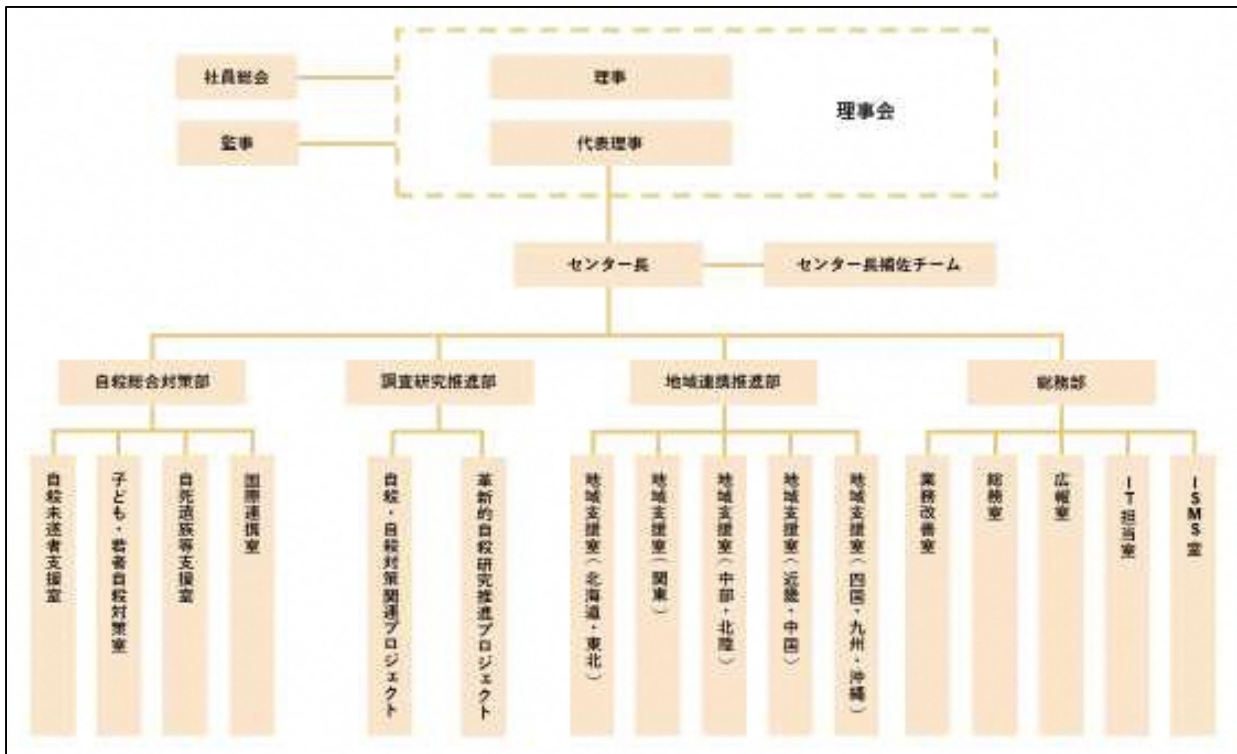 社員総会
理事
理事会
監事
代表理事
センター長
センター長補佐チーム
自殺総合対策部
調査研究推進部
地域連携推進部
総務部
自殺未遂者支援室
子ども・若者自殺対策室
自死遺族等支援室
国際連携室
自殺・自殺対策関連プロジェクト
革新的自殺研究推進プロジェクト
地域支援室(北海道・東北)
地域支援室(関東)
地域支援室(中部・北陸)
地域支援室(近畿・中国)
地域支援室(四国・九州・沖縄)
業務改善室
総務室
広報室
IT担当室
ISMS室